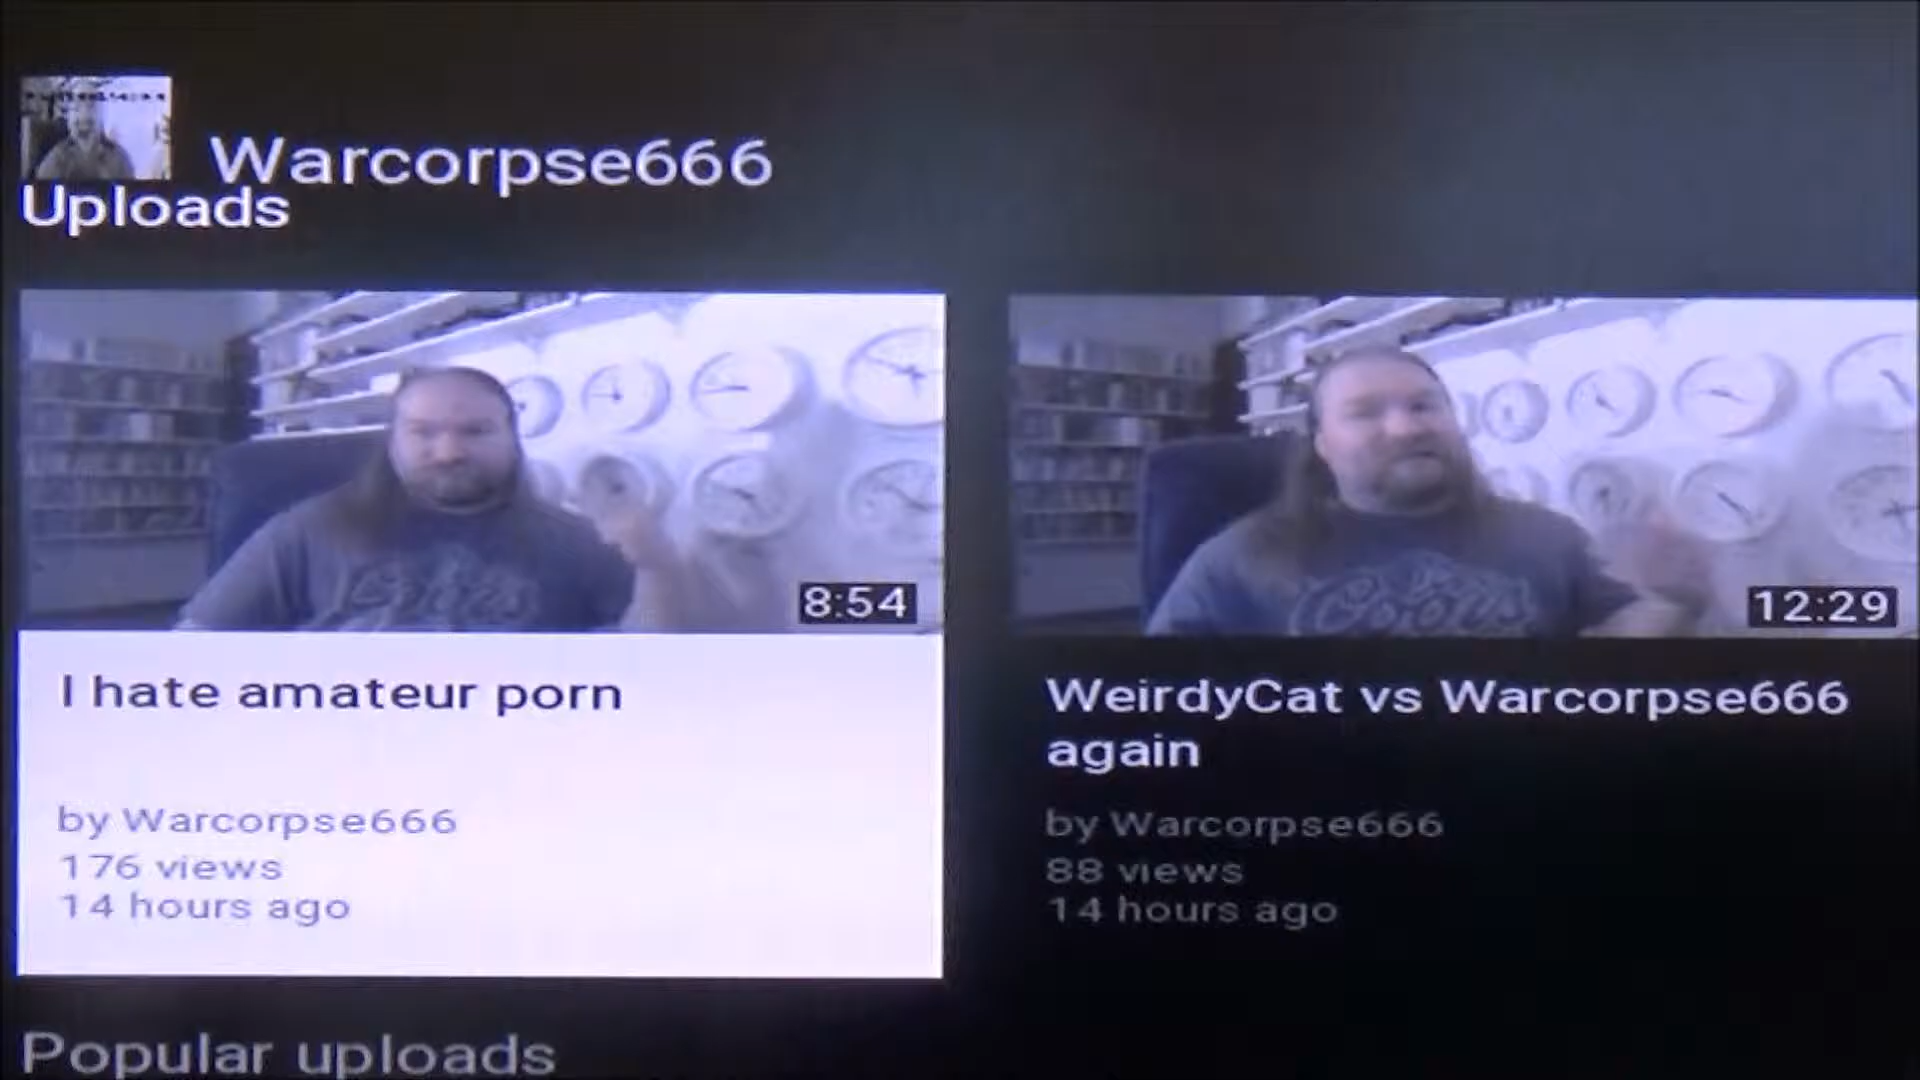 Warcorpse666
Uploads
8:54
12:29
I hate amateur porn
WeirdyCat vs Warcorpse666
again
by Warcorpse666
176 views
14 hours ago
by Warcorpse666
88 views
14 hours ago
Popular uploads